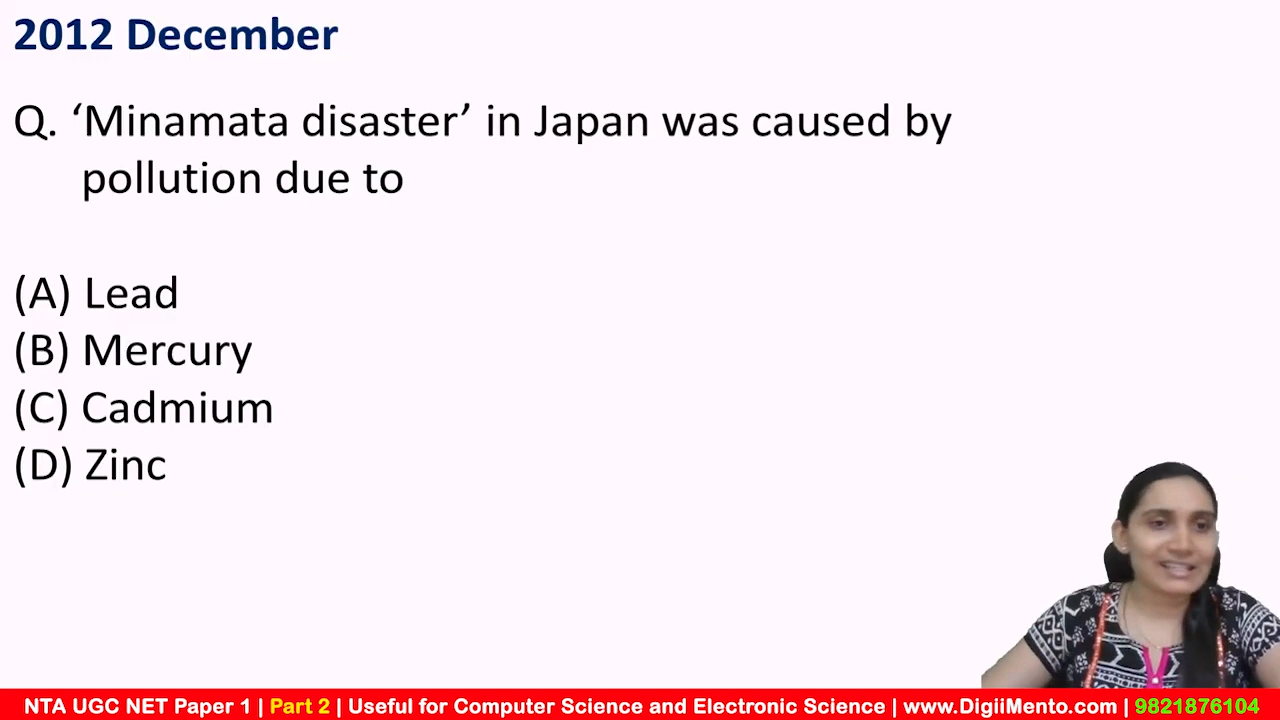 2012 December
Q. ‘Minamata disaster’ in Japan was caused by
pollution due to
(A) Lead
(B) Mercury
(C) Cadmium
(D) Zinc
NTA UGC NET Paper 1 | Part 2 | Useful for Computer Science and Electronic Science | www.DigiiMento.com | 9821876104